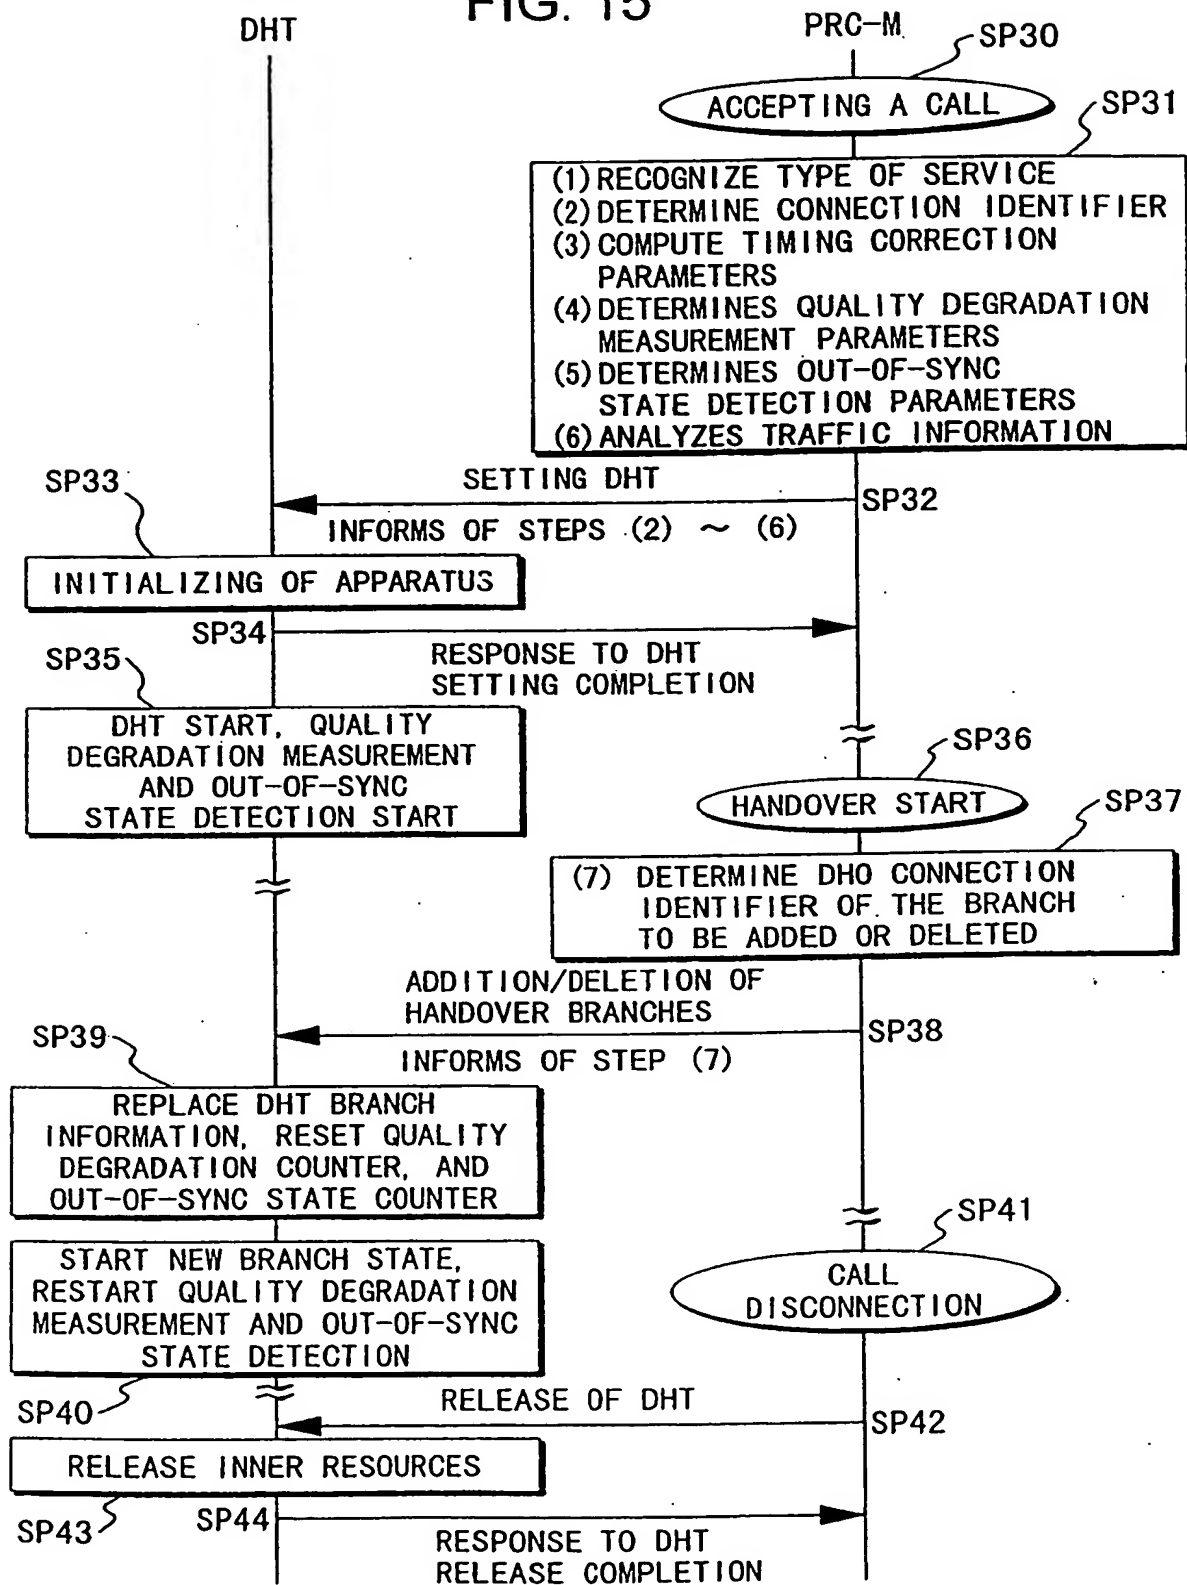 FIG. 15
DHT
PRC-M
SP30
ACCEPTING A CALL
SP31
(1) RECOGNIZE TYPE OF SERVICE
(2) DETERMINE CONNECTION IDENTIFIER
(3) COMPUTE TIMING CORRECTION
PARAMETERS
(4) DETERMINES QUALITY DEGRADATION
MEASUREMENT PARAMETERS
(5) DETERMINES OUT-OF-SYNC
STATE DETECTION PARAMETERS
(6) ANALYZES TRAFFIC INFORMATION
SP33
SETTING DHT
SP32
INFORMS OF STEPS (2) ~ (6)
INITIALIZING OF APPARATUS
SP34
RESPONSE TO DHT
SETTING COMPLETION
SP35
DHT START, QUALITY
DEGRADATION MEASUREMENT
AND OUT-OF-SYNC
STATE DETECTION START
SP36
HANDOVER START
SP37
(7) DETERMINE DHO CONNECTION
IDENTIFIER OF THE BRANCH
TO BE ADDED OR DELETED
ADDITION/DELETION OF
HANDOVER BRANCHES
SP38
SP39
INFORMS OF STEP (7)
REPLACE DHT BRANCH
INFORMATION, RESET QUALITY
DEGRADATION COUNTER, AND
OUT-OF-SYNC STATE COUNTER
SP41
CALL
DISCONNECTION
START NEW BRANCH STATE,
RESTART QUALITY DEGRADATION
MEASUREMENT AND OUT-OF-SYNC
STATE DETECTION
SP40
RELEASE OF DHT
SP42
RELEASE INNER RESOURCES
SP43
SP44
RESPONSE TO DHT
RELEASE COMPLETION